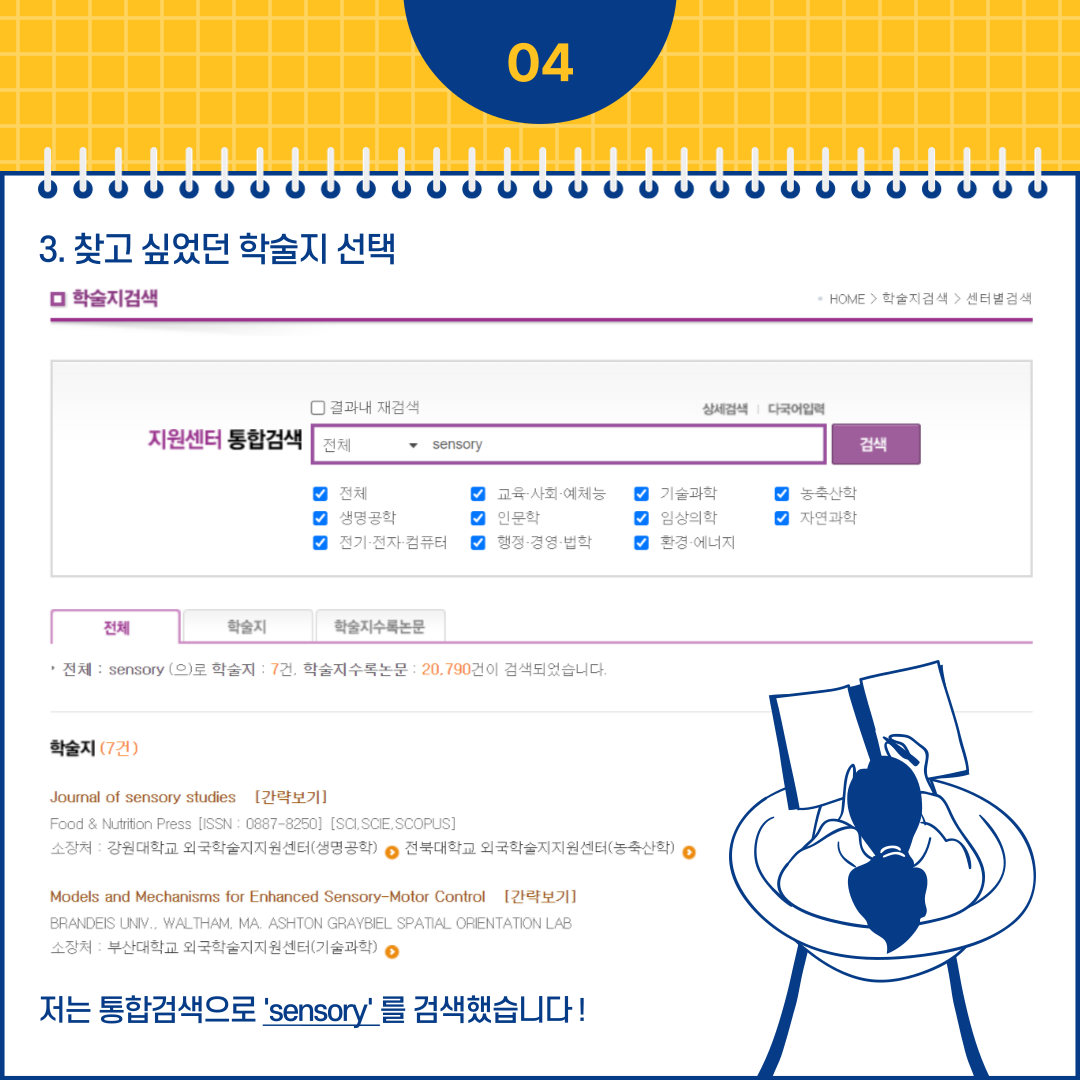 04
3. 찾고 싶었던 학술지 선택
학술지검색
HOME > 학술지검색 > 센터별검색
결과내 재검색
상세검색 | 다국어입력
지원센터 통합검색 전체 sensory 검색
전체 교육·사회·예체능 기술과학 농축산학
생명공학 인문학 임상의학 자연과학
전기·전자·컴퓨터 행정·경영·법학 환경·에너지
전체 학술지 학술지수록논문
전체 : sensory (으)로 학술지 : 7건, 학술지수록논문 : 20,790건이 검색되었습니다.
학술지 (7건)
Journal of sensory studies [간략보기]
Food & Nutrition Press [ISSN : 0887-8250] [SCI,SCIE,SCOPUS]
소장처 : 강원대학교 외국학술지지원센터(생명공학) 전북대학교 외국학술지지원센터(농축산학)
Models and Mechanisms for Enhanced Sensory-Motor Control [간략보기]
BRANDEIS UNIV., WALTHAM, MA. ASHTON GRAYBIEL SPATIAL ORIENTATION LAB
소장처 : 부산대학교 외국학술지지원센터(기술과학)
저는 통합검색으로 'sensory' 를 검색했습니다 !